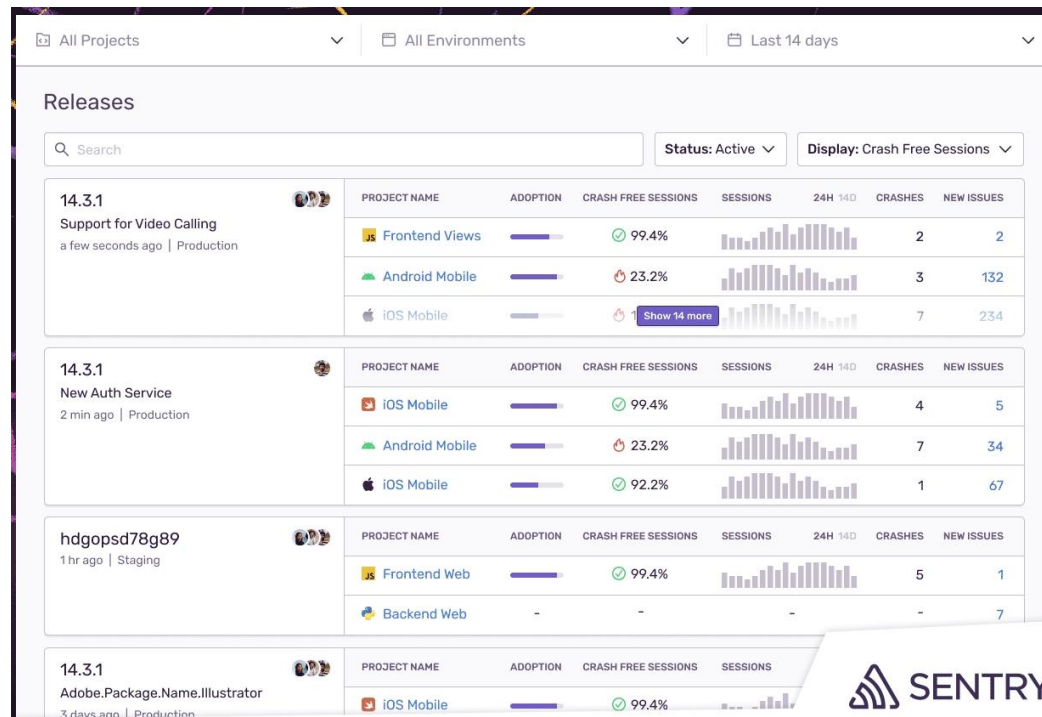 All Projects All Environments Last 14 days
Releases
Search Status: Active Display: Crash Free Sessions
14.3.1
Support for Video Calling
a few seconds ago | Production
PROJECT NAME ADOPTION CRASH FREE SESSIONS SESSIONS 24H 14D CRASHES NEW ISSUES
JS Frontend Views 99.4% 2 2
Android Mobile 23.2% 3 132
iOS Mobile 1 Show 14 more 7 234
14.3.1
New Auth Service
2 min ago | Production
PROJECT NAME ADOPTION CRASH FREE SESSIONS SESSIONS 24H 14D CRASHES NEW ISSUES
iOS Mobile 99.4% 4 5
Android Mobile 23.2% 7 34
iOS Mobile 92.2% 1 67
hdgopsd78g89
1 hr ago | Staging
PROJECT NAME ADOPTION CRASH FREE SESSIONS SESSIONS 24H 14D CRASHES NEW ISSUES
JS Frontend Web 99.4% 5 1
Backend Web - - - - 7
14.3.1
Adobe.Package.Name.Illustrator
3 days ago | Production
PROJECT NAME ADOPTION CRASH FREE SESSIONS SESSIONS
iOS Mobile 99.4%
SENTRY